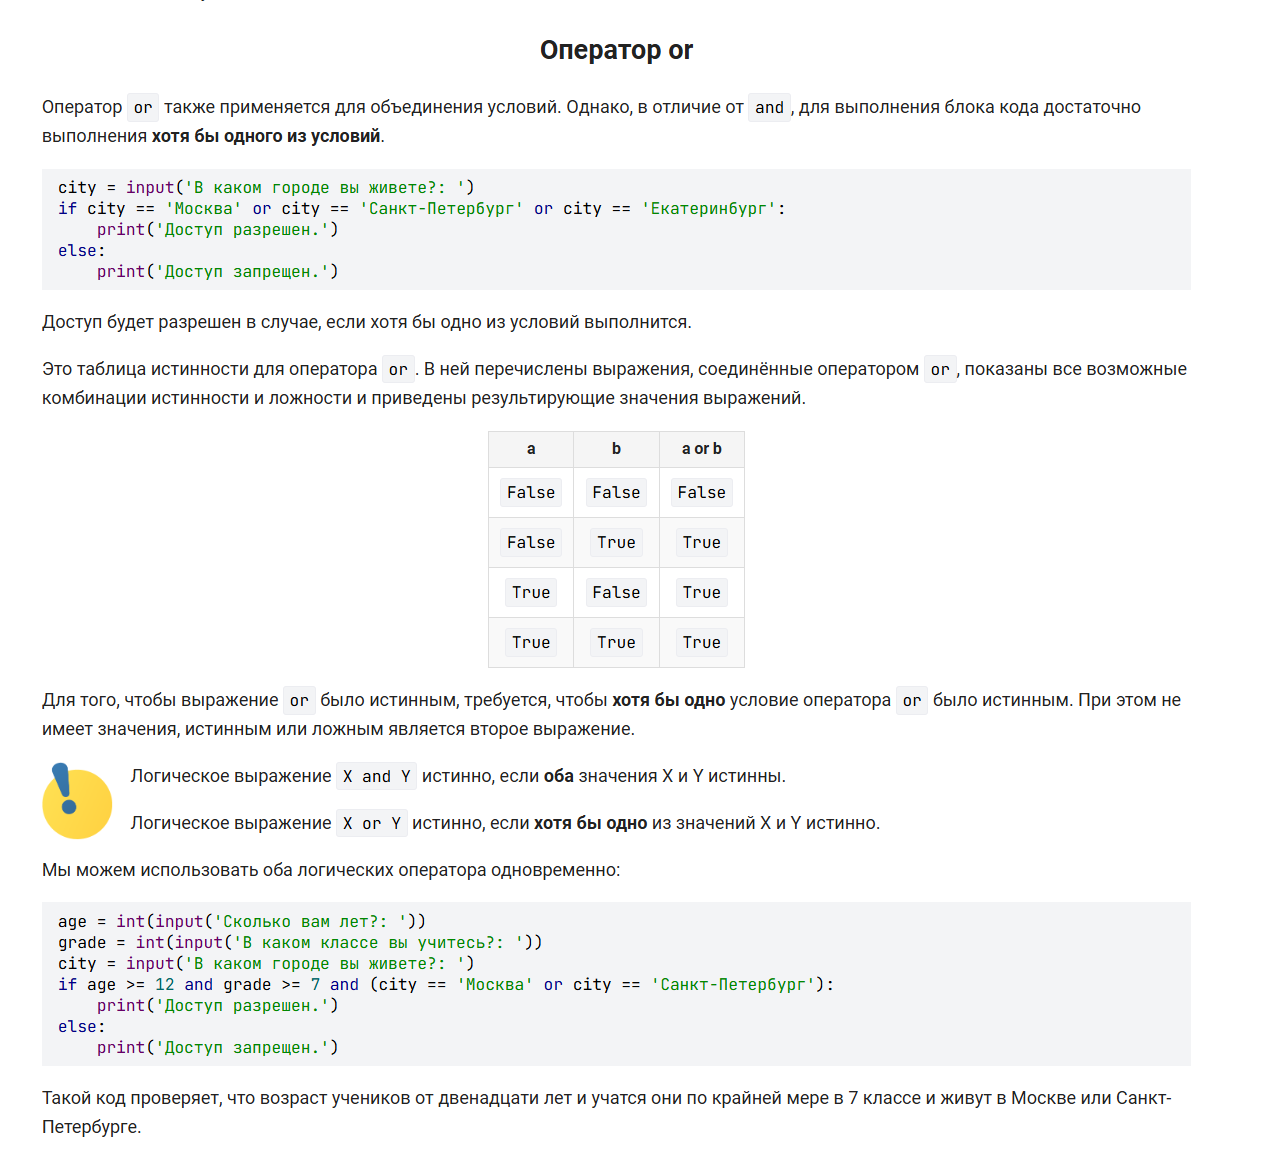 Оператор or
Оператор or также применяется для объединения условий. Однако, в отличие от and, для выполнения блока кода достаточно
выполнения хотя бы одного из условий.
city = input('В каком городе вы живете?: ')
if city == 'Москва' or city == 'Санкт-Петербург' or city == 'Екатеринбург':
    print('Доступ разрешен.')
else:
    print('Доступ запрещен.')
Доступ будет разрешен в случае, если хотя бы одно из условий выполнится.
Это таблица истинности для оператора or. В ней перечислены выражения, соединённые оператором or, показаны все возможные
комбинации истинности и ложности и приведены результирующие значения выражений.
a b a or b
False False False
False True True
True False True
True True True
Для того, чтобы выражение or было истинным, требуется, чтобы хотя бы одно условие оператора or было истинным. При этом не
имеет значения, истинным или ложным является второе выражение.
Логическое выражение X and Y истинно, если оба значения X и Y истинны.
Логическое выражение X or Y истинно, если хотя бы одно из значений X и Y истинно.
Мы можем использовать оба логических оператора одновременно:
age = int(input('Сколько вам лет?: '))
grade = int(input('В каком классе вы учитесь?: '))
city = input('В каком городе вы живете?: ')
if age >= 12 and grade >= 7 and (city == 'Москва' or city == 'Санкт-Петербург'):
    print('Доступ разрешен.')
else:
    print('Доступ запрещен.')
Такой код проверяет, что возраст учеников от двенадцати лет и учатся они по крайней мере в 7 классе и живут в Москве или Санкт-
Петербурге.